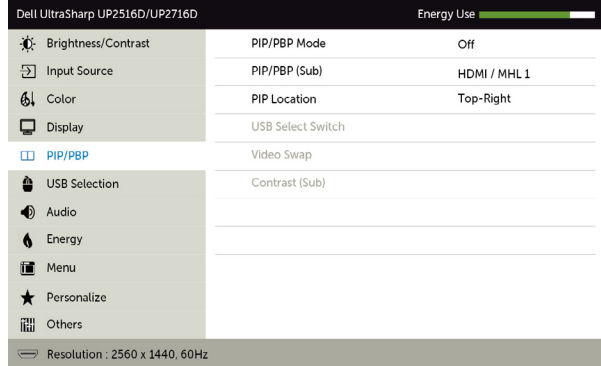 Dell UltraSharp UP2516D/UP2716D Energy Use
Brightness/Contrast PIP/PBP Mode Off
Input Source PIP/PBP (Sub) HDMI / MHL 1
Color PIP Location Top-Right
Display USB Select Switch
PIP/PBP Video Swap
USB Selection Contrast (Sub)
Audio
Energy
Menu
Personalize
Others
Resolution : 2560 x 1440, 60Hz